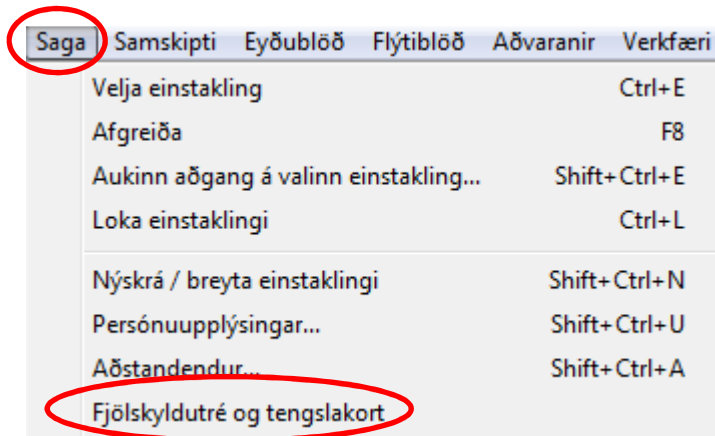 Saga Samskipti Eyðublöð Flýtiblöð Aðvaranir Verkfæri
Velja einstakling Ctrl+E
Afgreiða F8
Aukinn aðgang á valinn einstakling... Shift+Ctrl+E
Loka einstaklingi Ctrl+L
Nýskrá / breyta einstaklingi Shift+Ctrl+N
Persónuupplýsingar... Shift+Ctrl+U
Aðstandendur... Shift+Ctrl+A
Fjölskyldutré og tengslakort